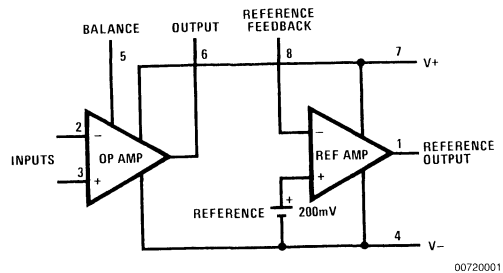 BALANCE
OUTPUT
REFERENCE
FEEDBACK
5
6
8
7
V+
2
−
OP AMP
INPUTS
3
+
−
REF AMP
+
1
REFERENCE
OUTPUT
REFERENCE
+
200mV
4
V−
00720001